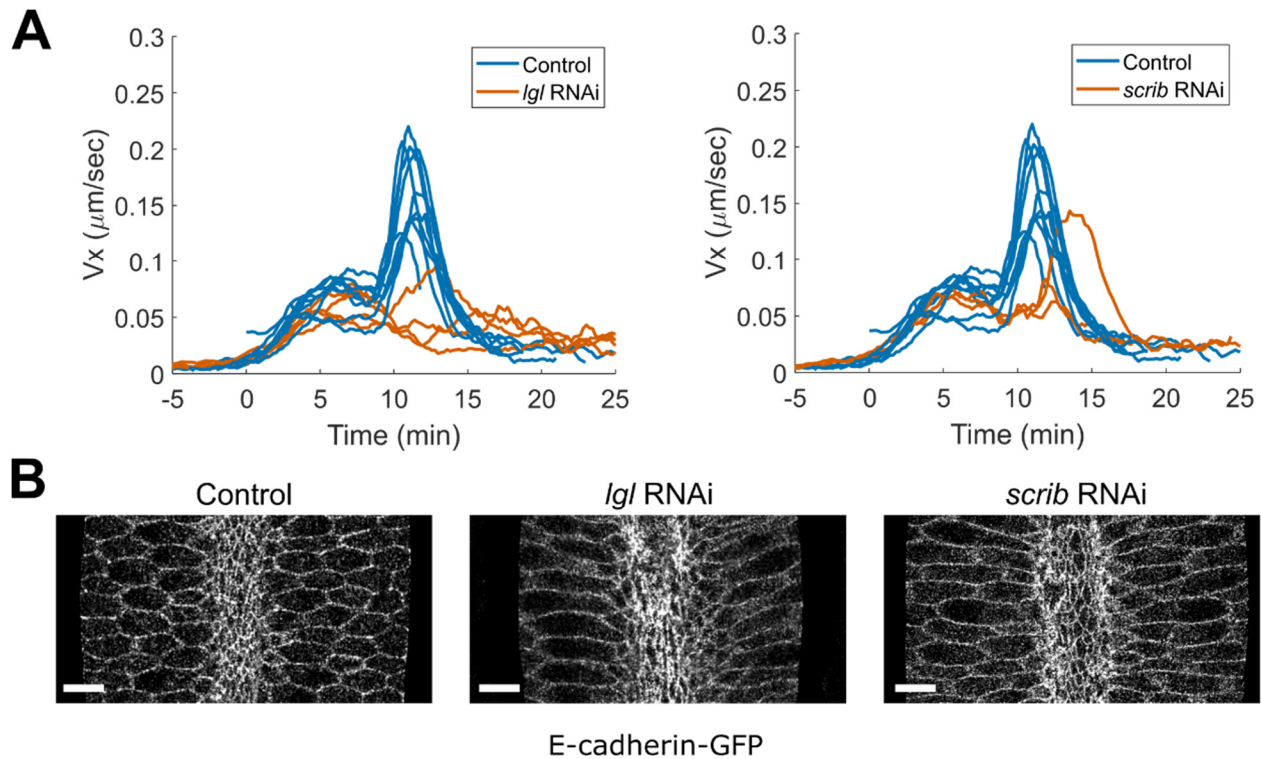 A
0.3
0.25
0.2
0.15
0.1
0.05
0
Vx (μm/sec)
-5 0 5 10 15 20 25
Time (min)
Control
lgl RNAi
0.3
0.25
0.2
0.15
0.1
0.05
0
Vx (μm/sec)
-5 0 5 10 15 20 25
Time (min)
Control
scrib RNAi
B
Control lgl RNAi scrib RNAi
E-cadherin-GFP